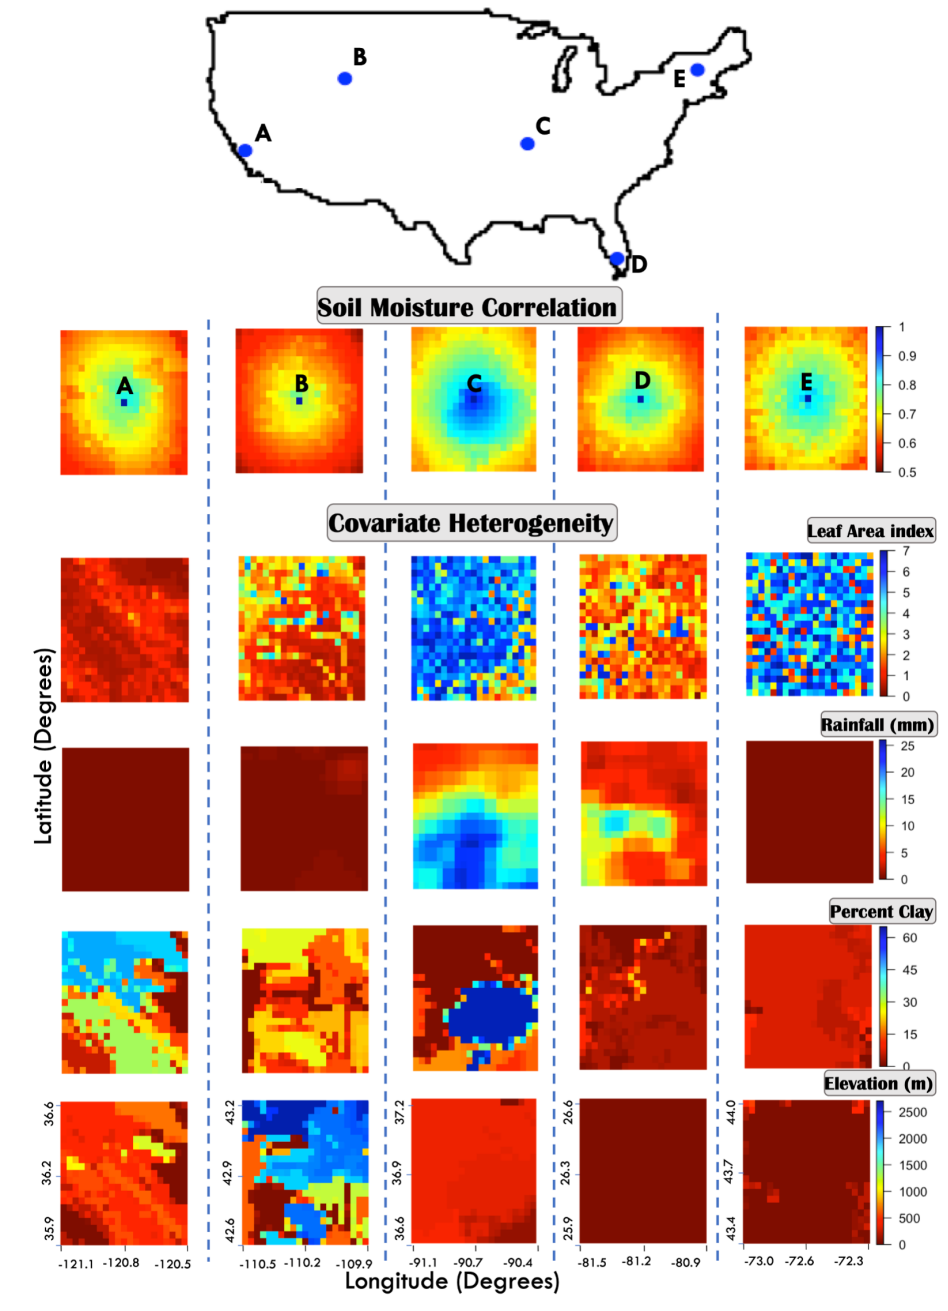 B
E
C
A
D
Soil Moisture Correlation
A
B
C
D
E
1
0.9
0.8
0.7
0.6
0.5
Covariate Heterogeneity
Leaf Area index
7
6
5
4
3
2
1
0
Rainfall (mm)
25
20
15
10
5
0
Percent Clay
60
45
30
15
0
Elevation (m)
2500
2000
1500
1000
500
0
Latitude (Degrees)
36.6
36.2
35.9
43.2
42.9
42.6
37.2
36.9
36.6
26.6
26.3
25.9
44.0
43.7
43.4
-121.1 -120.8 -120.5
-110.5 -110.2 -109.9
-91.1 -90.7 -90.4
-81.5 -81.2 -80.9
-73.0 -72.6 -72.3
Longitude (Degrees)